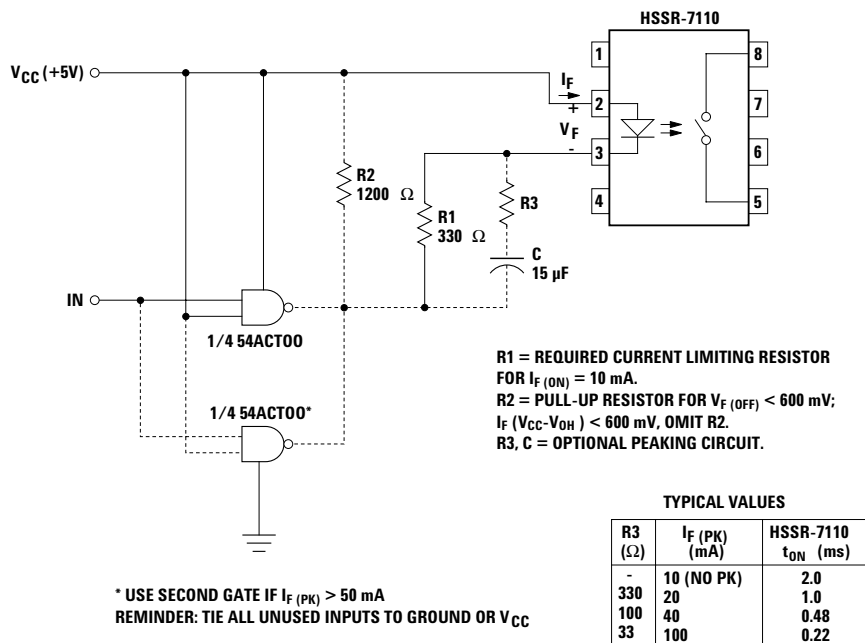 HSSR-7110
VCC (+5V)
IF
+
VF
-
1
2
3
4
8
7
6
5
R2
1200 Ω
R1
330 Ω
R3
C
15 µF
IN
1/4 54ACTOO
1/4 54ACTOO*
R1 = REQUIRED CURRENT LIMITING RESISTOR
FOR IF (ON) = 10 mA.
R2 = PULL-UP RESISTOR FOR VF (OFF) < 600 mV;
IF (VCC-VOH ) < 600 mV, OMIT R2.
R3, C = OPTIONAL PEAKING CIRCUIT.
TYPICAL VALUES
R3 (Ω) IF (PK) (mA) HSSR-7110 tON (ms)
- 10 (NO PK) 2.0
330 20 1.0
100 40 0.48
33 100 0.22
* USE SECOND GATE IF IF (PK) > 50 mA
REMINDER: TIE ALL UNUSED INPUTS TO GROUND OR VCC